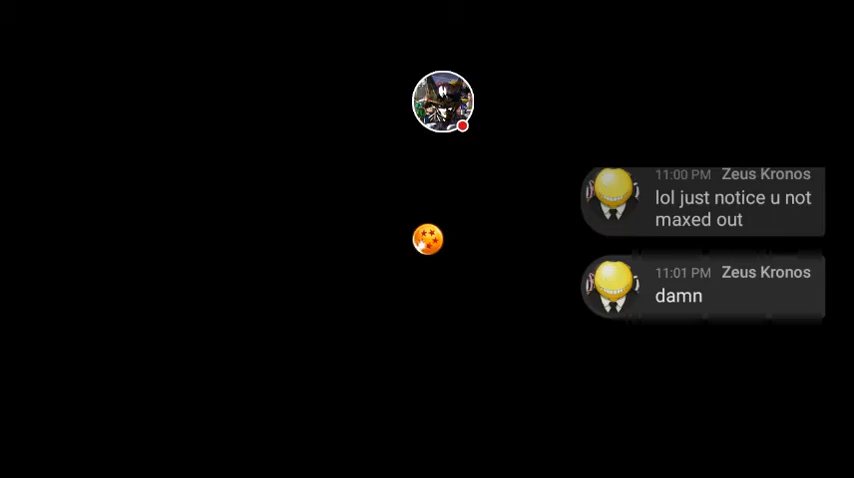 11:00 PM Zeus Kronos
lol just notice u not
maxed out
11:01 PM Zeus Kronos
damn